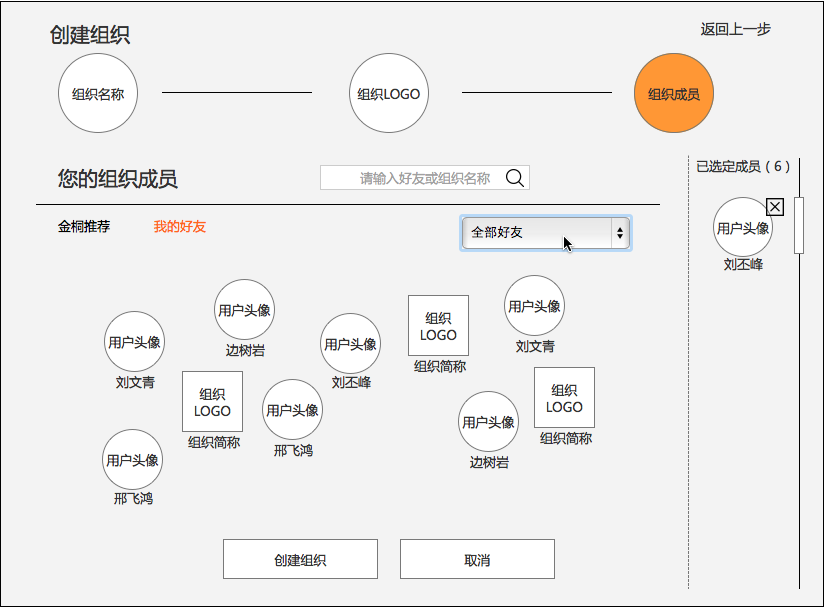 创建组织
返回上一步
组织名称
组织LOGO
组织成员
您的组织成员
请输入好友或组织名称
已选定成员（6）
金桐推荐
我的好友
全部好友
用户头像
刘丕峰
用户头像
刘文青
用户头像
边树岩
用户头像
刘丕峰
组织
LOGO
组织简称
用户头像
刘文青
组织
LOGO
组织简称
用户头像
邢飞鸿
用户头像
边树岩
组织
LOGO
组织简称
用户头像
邢飞鸿
创建组织
取消